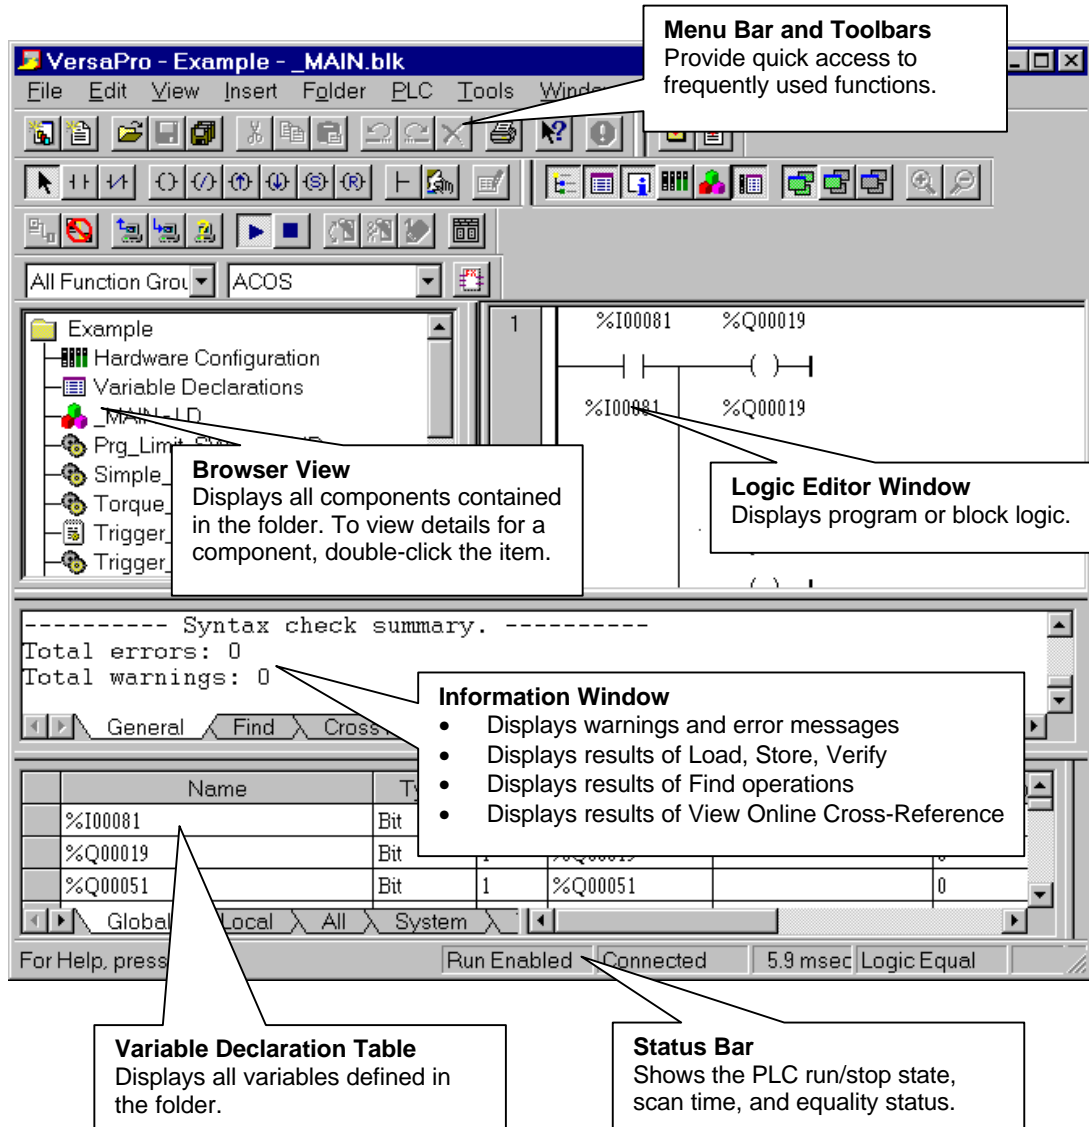 Menu Bar and Toolbars
Provide quick access to
frequently used functions.
VersaPro - Example - _MAIN.blk
File Edit View Insert Folder PLC Tools
All Function Grou ACOS
Example
Hardware Configuration
Variable Declarations
_MAIN - LD
Prg_Limit
Simple_
Torque_
Trigger_
Trigger_
1
%I00081 %Q00019
%I00081 %Q00019
Browser View
Displays all components contained
in the folder. To view details for a
component, double-click the item.
Logic Editor Window
Displays program or block logic.
---------- Syntax check summary. ----------
Total errors: 0
Total warnings: 0
General Find Cross
Information Window
• Displays warnings and error messages
• Displays results of Load, Store, Verify
• Displays results of Find operations
• Displays results of View Online Cross-Reference
Name
%I00081 Bit
%Q00019 Bit 1 %Q00019
%Q00051 Bit 1 %Q00051 0
Global Local All System
For Help, press Run Enabled Connected 5.9 msec Logic Equal
Variable Declaration Table
Displays all variables defined in
the folder.
Status Bar
Shows the PLC run/stop state,
scan time, and equality status.